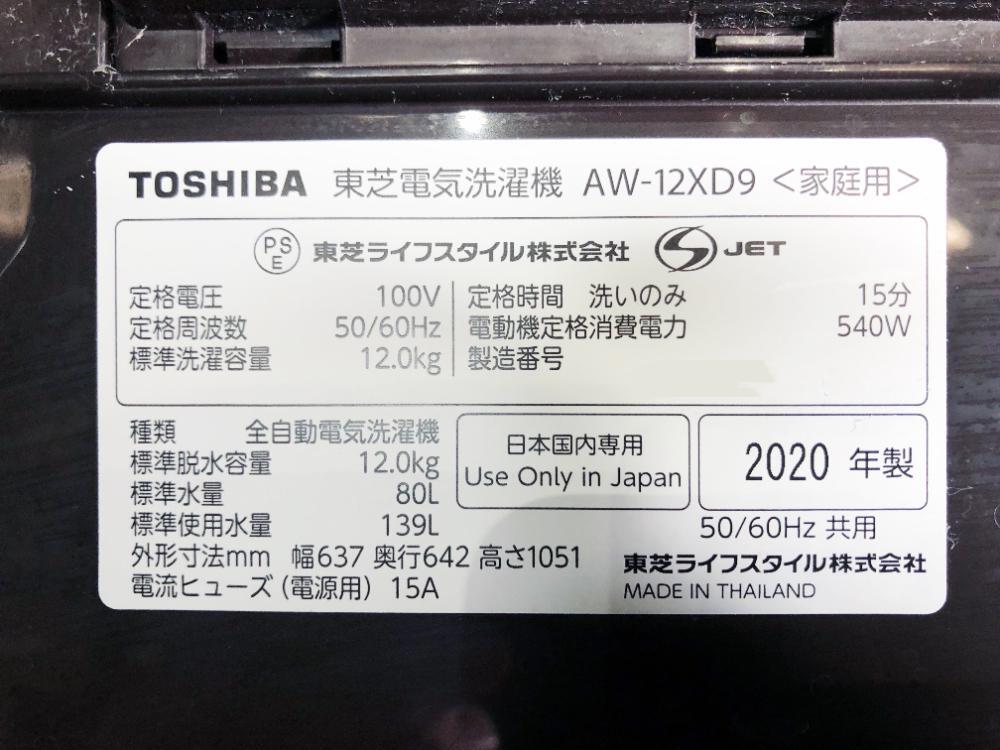 TOSHIBA 東芝電気洗濯機 AW-12XD9 <家庭用>
PSE 東芝ライフスタイル株式会社 S JET
定格電圧 100V
定格周波数 50/60Hz
標準洗濯容量 12.0kg
定格時間 洗いのみ 15分
電動機定格消費電力 540W
製造番号
種類 全自動電気洗濯機
標準脱水容量 12.0kg
標準水量 80L
標準使用水量 139L
外形寸法mm 幅637 奥行642 高さ1051
電流ヒューズ (電源用) 15A
日本国内専用
Use Only in Japan
2020 年製
50/60Hz 共用
東芝ライフスタイル株式会社
MADE IN THAILAND